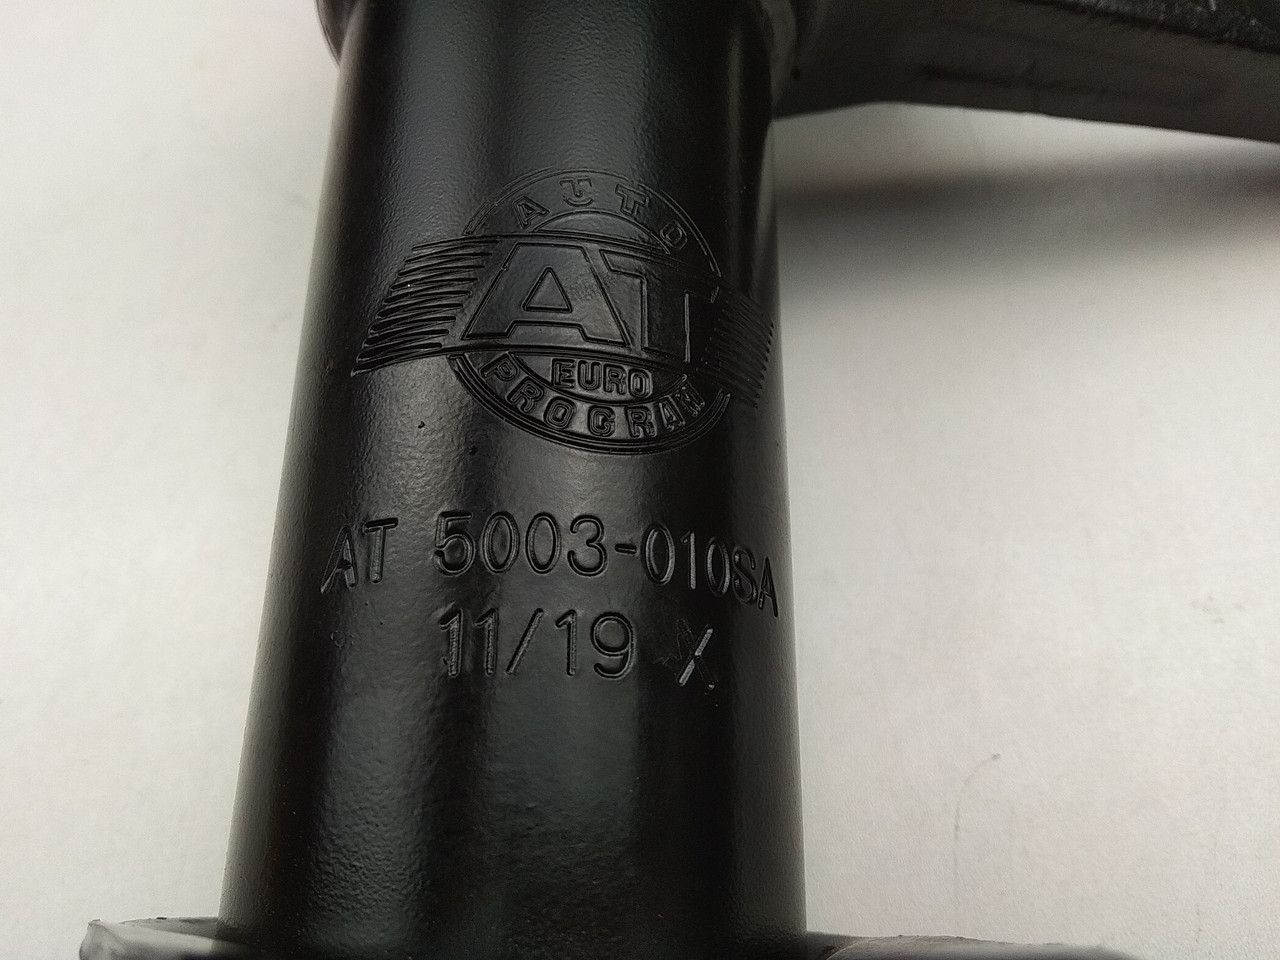 AUTO
AT
EURO
PROGRAM
AT 5003-010SA
11/19